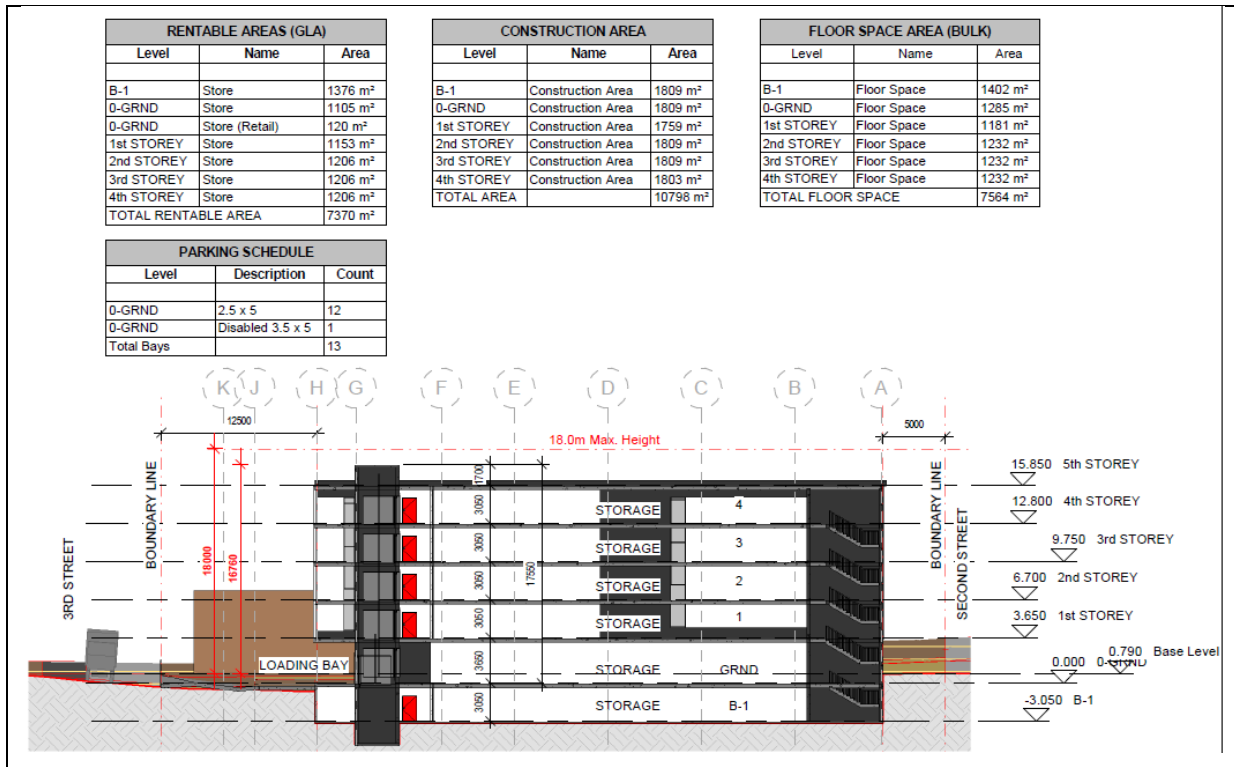 RENTABLE AREAS (GLA)
Level Name Area
B-1 Store 1376 m²
0-GRND Store 1105 m²
0-GRND Store (Retail) 120 m²
1st STOREY Store 1153 m²
2nd STOREY Store 1206 m²
3rd STOREY Store 1206 m²
4th STOREY Store 1206 m²
TOTAL RENTABLE AREA 7370 m²
CONSTRUCTION AREA
Level Name Area
B-1 Construction Area 1809 m²
0-GRND Construction Area 1809 m²
1st STOREY Construction Area 1759 m²
2nd STOREY Construction Area 1809 m²
3rd STOREY Construction Area 1809 m²
4th STOREY Construction Area 1803 m²
TOTAL AREA 10798 m²
FLOOR SPACE AREA (BULK)
Level Name Area
B-1 Floor Space 1402 m²
0-GRND Floor Space 1285 m²
1st STOREY Floor Space 1181 m²
2nd STOREY Floor Space 1232 m²
3rd STOREY Floor Space 1232 m²
4th STOREY Floor Space 1232 m²
TOTAL FLOOR SPACE 7564 m²
PARKING SCHEDULE
Level Description Count
0-GRND 2.5 x 5 12
0-GRND Disabled 3.5 x 5 1
Total Bays 13
K J H G F E D C B A
12500
18.0m Max. Height
5000
3RD STREET
BOUNDARY LINE
18000
16760
1700
3050
3050
3050
3050
3650
3050
17550
STORAGE 4
STORAGE 3
STORAGE 2
STORAGE 1
LOADING BAY
STORAGE GRND
STORAGE B-1
BOUNDARY LINE
SECOND STREET
15.850 5th STOREY
12.800 4th STOREY
9.750 3rd STOREY
6.700 2nd STOREY
3.650 1st STOREY
0.790 Base Level
0.000 0-GRND
-3.050 B-1